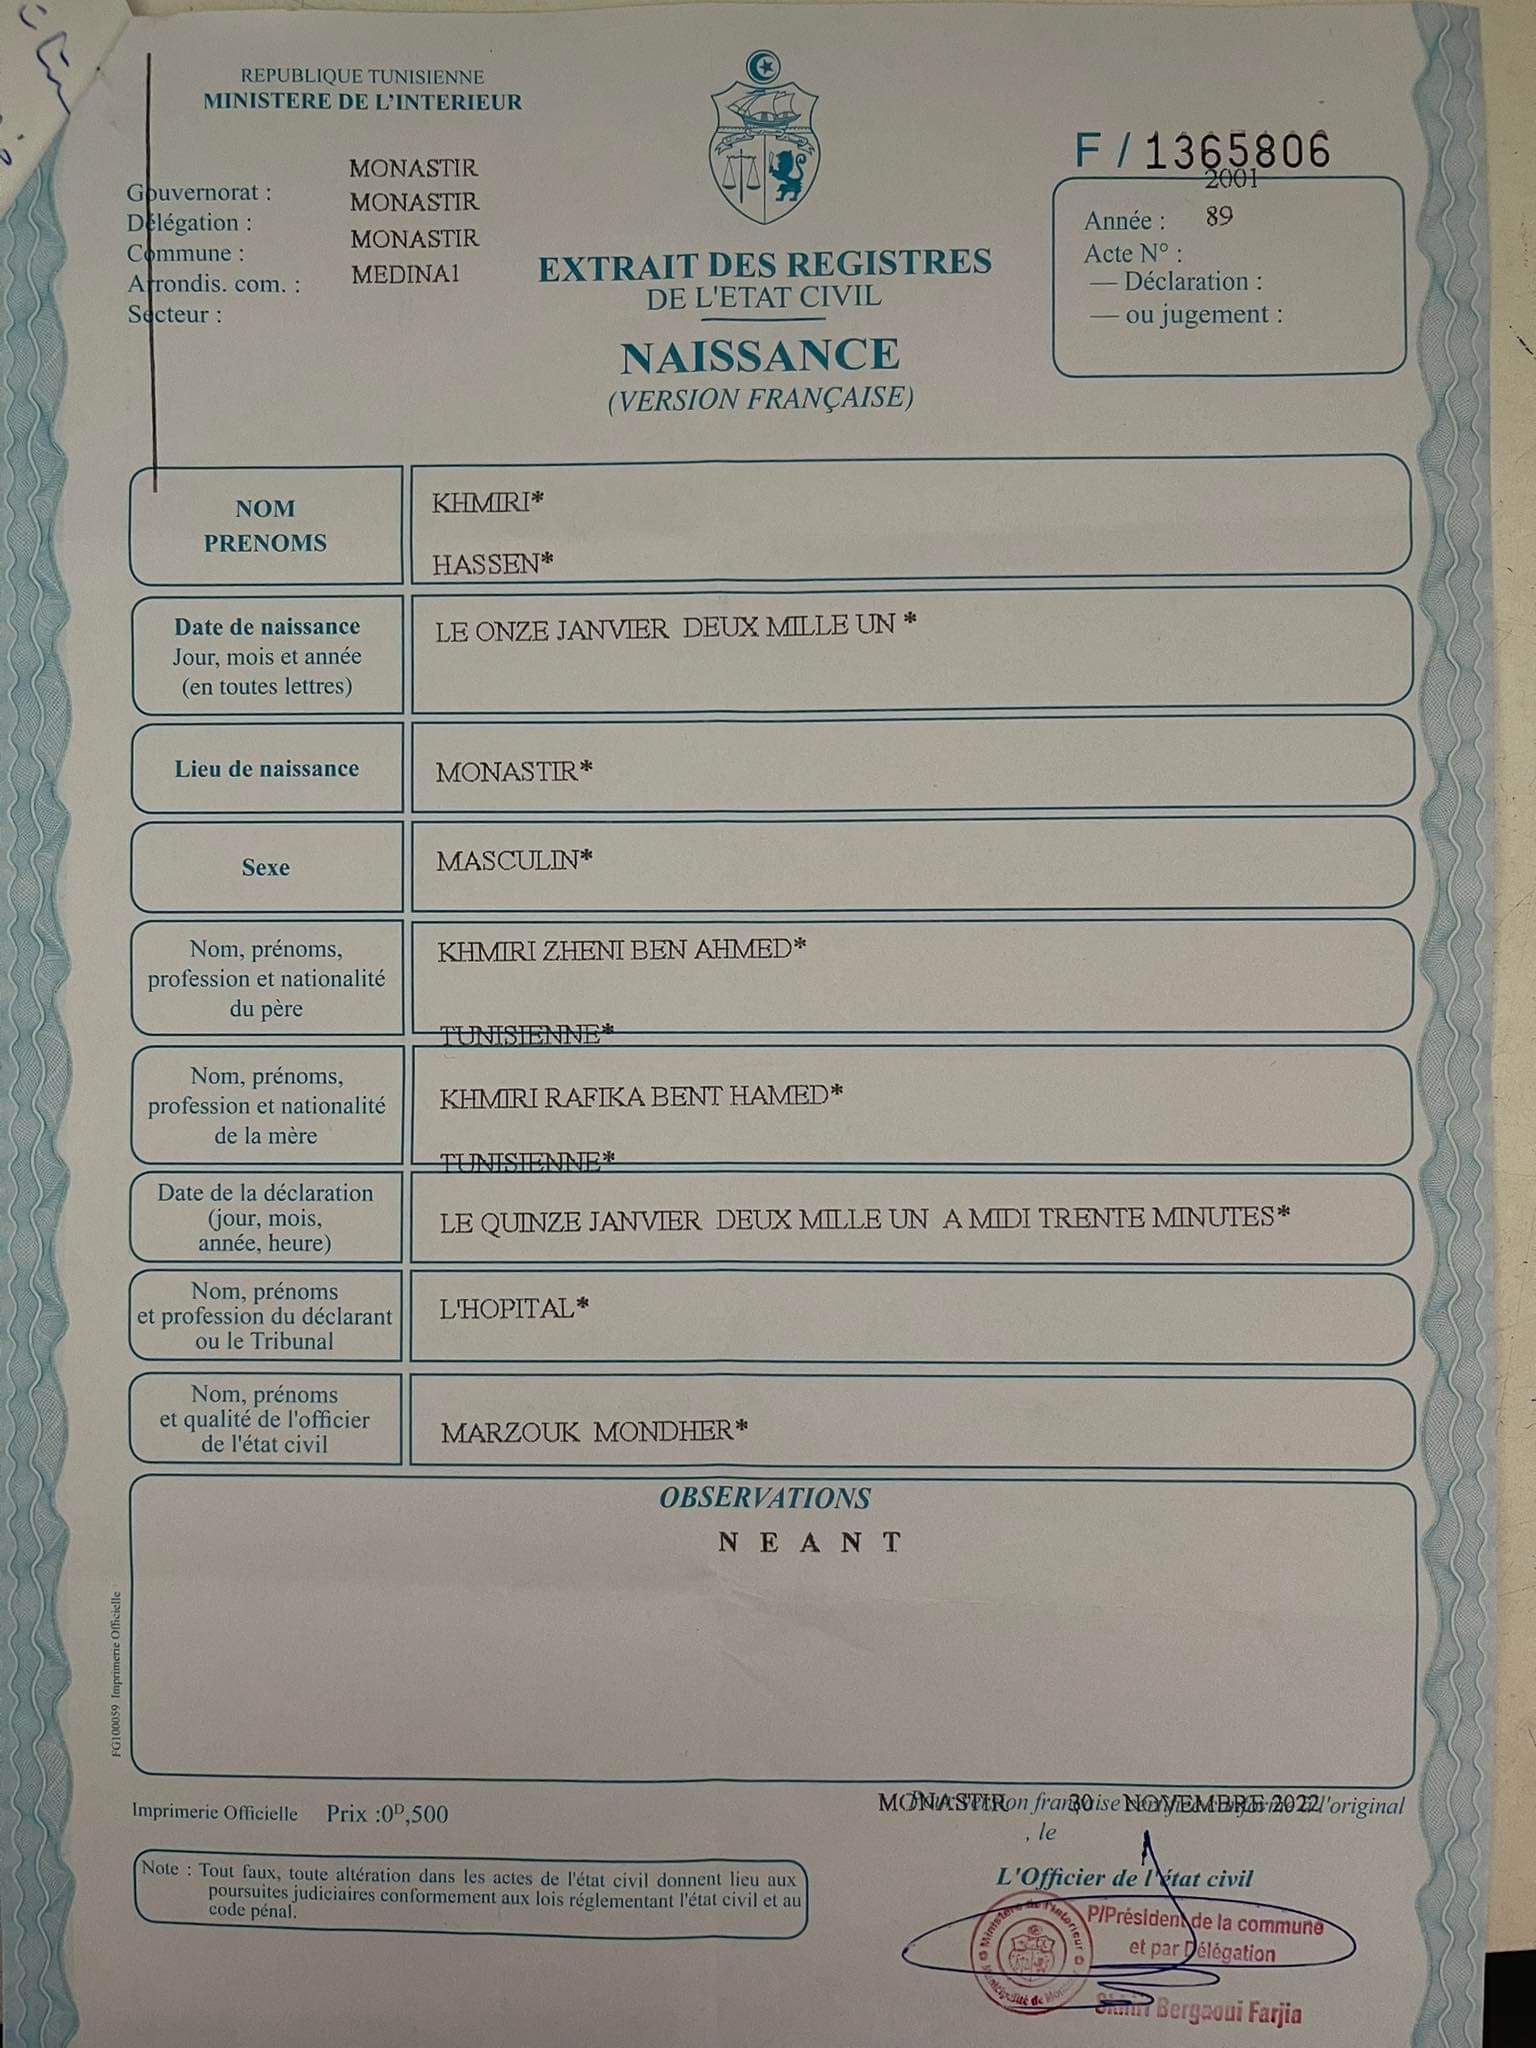 REPUBLIQUE TUNISIENNE
MINISTERE DE L'INTERIEUR
Gouvernorat : MONASTIR
Délégation : MONASTIR
Commune : MONASTIR
Arrondis. com. : MEDINA1
Secteur :
EXTRAIT DES REGISTRES
DE L'ETAT CIVIL
NAISSANCE
(VERSION FRANÇAISE)
F / 1365806
2001
Année : 89
Acte N° :
— Déclaration :
— ou jugement :
NOM
PRENOMS
KHMIRI*
HASSEN*
Date de naissance
Jour, mois et année
(en toutes lettres)
LE ONZE JANVIER DEUX MILLE UN *
Lieu de naissance
MONASTIR*
Sexe
MASCULIN*
Nom, prénoms,
profession et nationalité
du père
KHMIRI ZHENI BEN AHMED*
TUNISIENNE*
Nom, prénoms,
profession et nationalité
de la mère
KHMIRI RAFIKA BENT HAMED*
TUNISIENNE*
Date de la déclaration
(jour, mois,
année, heure)
LE QUINZE JANVIER DEUX MILLE UN A MIDI TRENTE MINUTES*
Nom, prénoms
et profession du déclarant
ou le Tribunal
L'HOPITAL*
Nom, prénoms
et qualité de l'officier
de l'état civil
MARZOUK MONDHER*
OBSERVATIONS
N E A N T
FG100059 Imprimerie Officielle
Imprimerie Officielle Prix :0ᴰ,500
MONASTIR 30 NOVEMBRE 2022
française l'original
, le
Note : Tout faux, toute altération dans les actes de l'état civil donnent lieu aux
poursuites judiciaires conformement aux lois réglementant l'état civil et au
code pénal.
L'Officier de l'état civil
Ministère de l'Interieur
P/Président de la commune
et par Délégation
Bergaoui Farjia